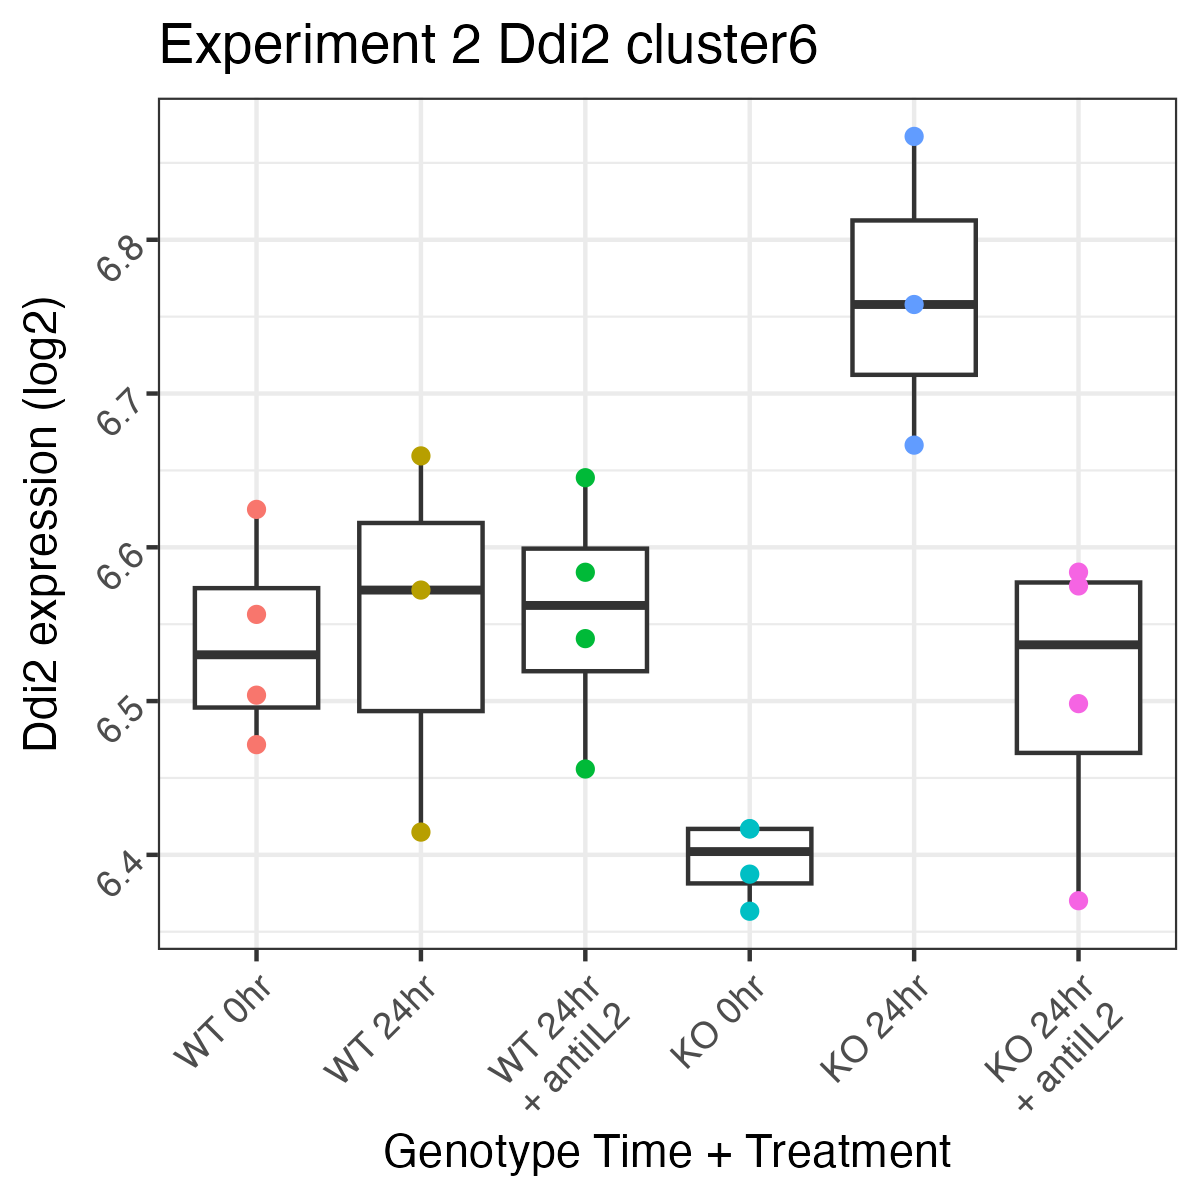 Experiment 2 Ddi2 cluster6
Ddi2 expression (log2)
6.8
6.7
6.6
6.5
6.4
WT 0hr
WT 24hr
WT 24hr
+ antiIL2
KO 0hr
KO 24hr
KO 24hr
+ antiIL2
Genotype Time + Treatment